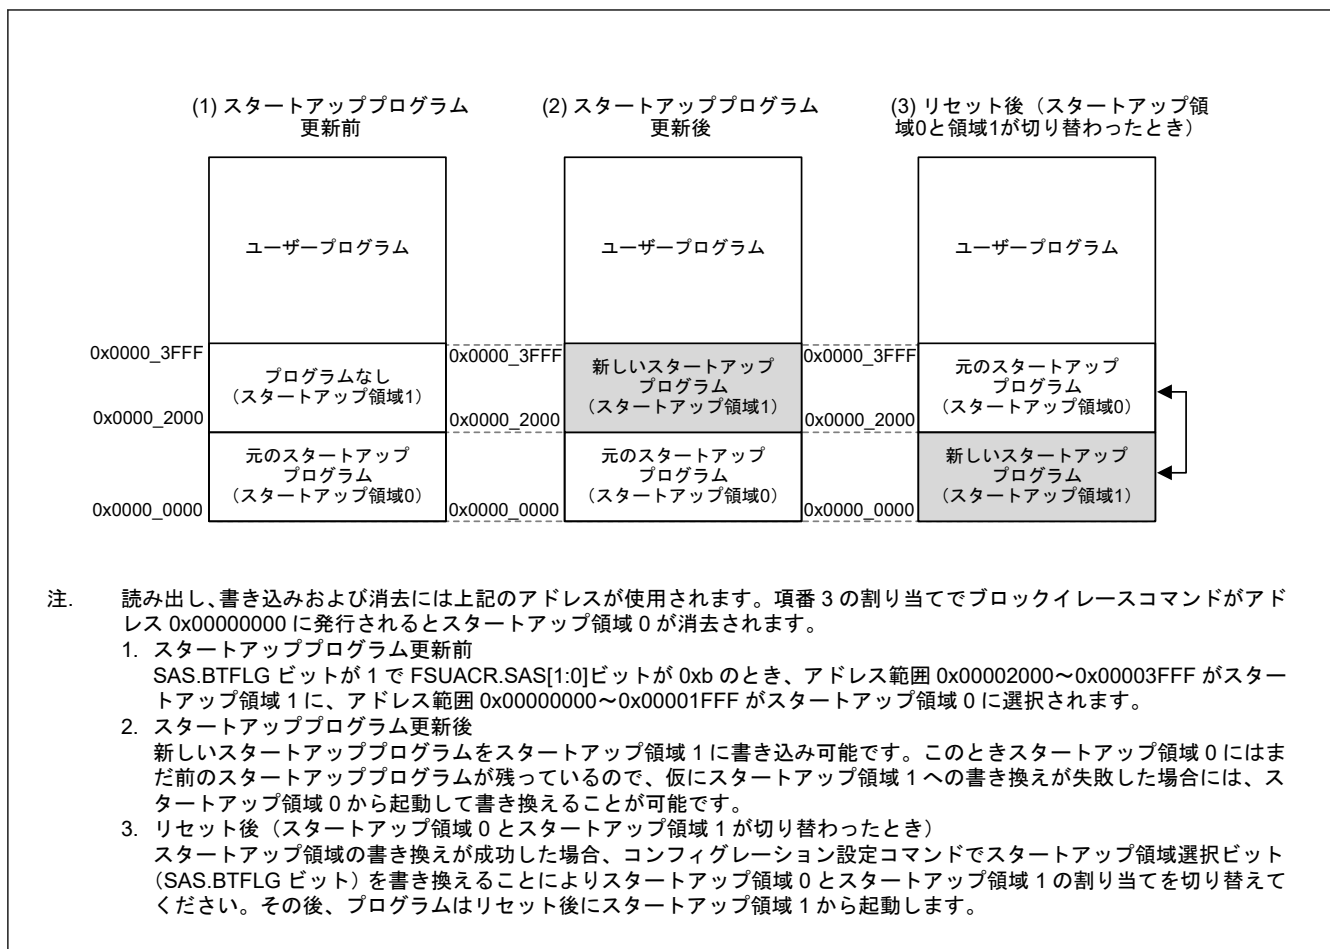 (1) スタートアッププログラム
更新前
(2) スタートアッププログラム
更新後
(3) リセット後（スタートアップ領
域0と領域1が切り替わったとき）
ユーザープログラム
ユーザープログラム
ユーザープログラム
0x0000_3FFF
0x0000_3FFF
0x0000_3FFF
プログラムなし
（スタートアップ領域1）
新しいスタートアップ
プログラム
（スタートアップ領域1）
元のスタートアップ
プログラム
（スタートアップ領域0）
0x0000_2000
0x0000_2000
0x0000_2000
元のスタートアップ
プログラム
（スタートアップ領域0）
元のスタートアップ
プログラム
（スタートアップ領域0）
新しいスタートアップ
プログラム
（スタートアップ領域1）
0x0000_0000
0x0000_0000
0x0000_0000
注. 読み出し、書き込みおよび消去には上記のアドレスが使用されます。項番 3 の割り当てでブロックイレースコマンドがアド
レス 0x00000000 に発行されるとスタートアップ領域 0 が消去されます。
1. スタートアッププログラム更新前
SAS.BTFLG ビットが 1 で FSUACR.SAS[1:0]ビットが 0xb のとき、アドレス範囲 0x00002000～0x00003FFF がスター
トアップ領域 1 に、アドレス範囲 0x00000000～0x00001FFF がスタートアップ領域 0 に選択されます。
2. スタートアッププログラム更新後
新しいスタートアッププログラムをスタートアップ領域 1 に書き込み可能です。このときスタートアップ領域 0 にはま
だ前のスタートアッププログラムが残っているので、仮にスタートアップ領域 1 への書き換えが失敗した場合には、ス
タートアップ領域 0 から起動して書き換えることが可能です。
3. リセット後（スタートアップ領域 0 とスタートアップ領域 1 が切り替わったとき）
スタートアップ領域の書き換えが成功した場合、コンフィグレーション設定コマンドでスタートアップ領域選択ビット
（SAS.BTFLG ビット）を書き換えることによりスタートアップ領域 0 とスタートアップ領域 1 の割り当てを切り替えて
ください。その後、プログラムはリセット後にスタートアップ領域 1 から起動します。